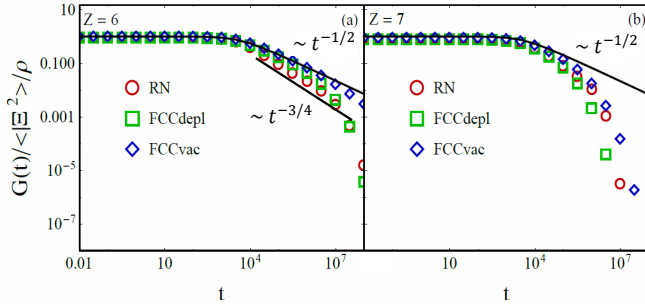 Z = 6
(a)
~ t^{-1/2}
~ t^{-3/4}
RN
FCCdepl
FCCvac
Z = 7
(b)
~ t^{-1/2}
RN
FCCdepl
FCCvac
G(t)/<|Ξ|²>/ρ
10
0.100
0.001
10^{-5}
10^{-7}
0.01
10
10^4
10^7
10
10^4
10^7
t
t